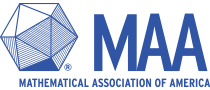 MAA
®
MATHEMATICAL ASSOCIATION OF AMERICA